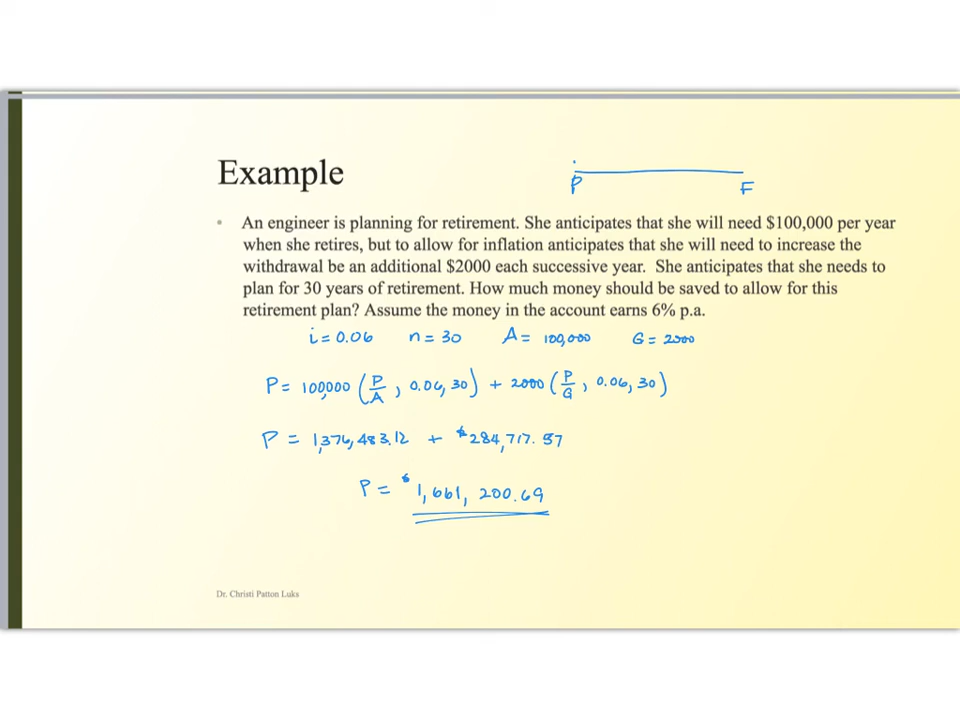 Example
P
F
• An engineer is planning for retirement. She anticipates that she will need $100,000 per year
when she retires, but to allow for inflation anticipates that she will need to increase the
withdrawal be an additional $2000 each successive year. She anticipates that she needs to
plan for 30 years of retirement. How much money should be saved to allow for this
retirement plan? Assume the money in the account earns 6% p.a.
i = 0.06 n = 30 A = 100,000 G = 2000
P = 100,000 (P/A, 0.06, 30) + 2000 (P/G, 0.06, 30)
P = 1,376,483.12 + $284,717.57
P = $1,661,200.69
Dr. Christi Patton Luks